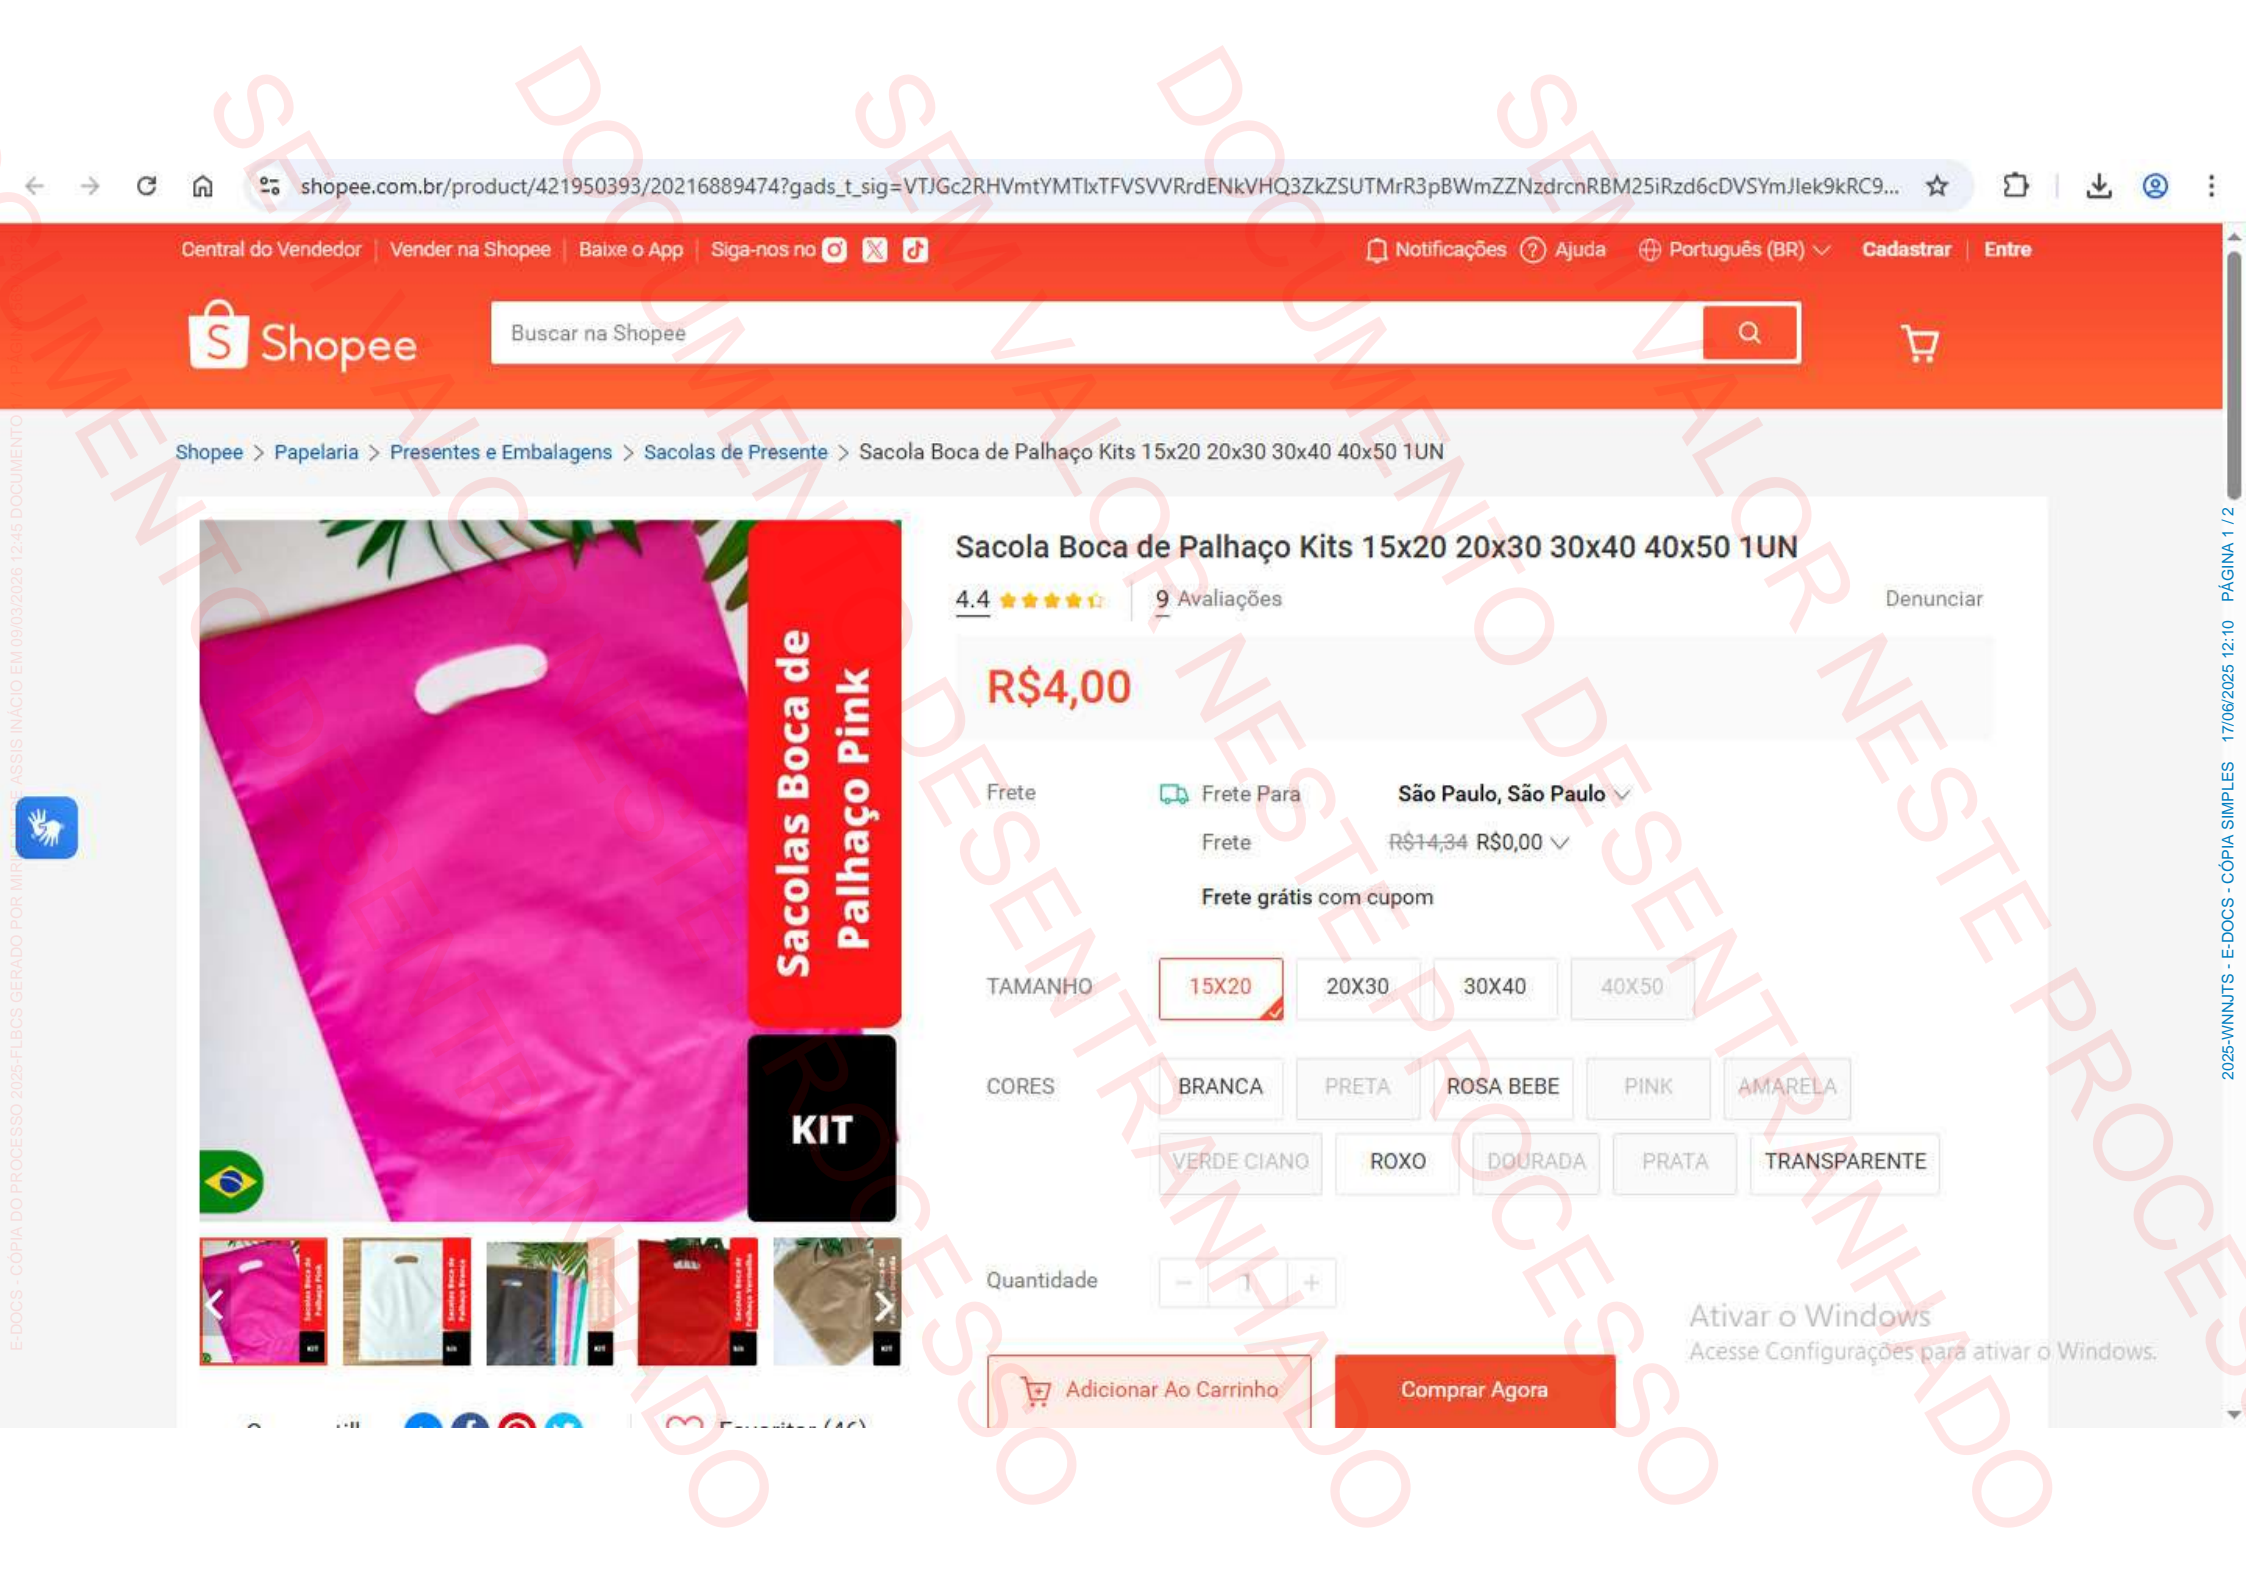 shopee.com.br/product/421950393/20216889474?gads_t_sig=VTJGc2RHVmtYMTlxTFVSVVRrdENkVHQ3ZkZSUTMrR3pBWmZZNzdrcnRBM25iRzd6cDVSYmJlek9kRC9...
Central do Vendedor | Vender na Shopee | Baixe o App | Siga-nos no
Notificações Ajuda Português (BR) Cadastrar | Entre
Shopee
Buscar na Shopee
Shopee > Papelaria > Presentes e Embalagens > Sacolas de Presente > Sacola Boca de Palhaço Kits 15x20 20x30 30x40 40x50 1UN
Sacolas Boca de
Palhaço Pink
KIT
Sacola Boca de Palhaço Kits 15x20 20x30 30x40 40x50 1UN
4.4
9 Avaliações
Denunciar
R$4,00
Frete
Frete Para São Paulo, São Paulo
Frete R$14,34 R$0,00
Frete grátis com cupom
TAMANHO 15X20 20X30 30X40 40X50
CORES BRANCA PRETA ROSA BEBE PINK AMARELA
VERDE CIANO ROXO DOURADA PRATA TRANSPARENTE
Quantidade - 1 +
Adicionar Ao Carrinho
Comprar Agora
Ativar o Windows
Acesse Configurações para ativar o Windows.
2025-WNNJTS - E-DOCS - CÓPIA SIMPLES 17/06/2025 12:10 PÁGINA 1 / 2
SEM VALOR NESTE PROCESSO
DOCUMENTO DESENTRANHADO